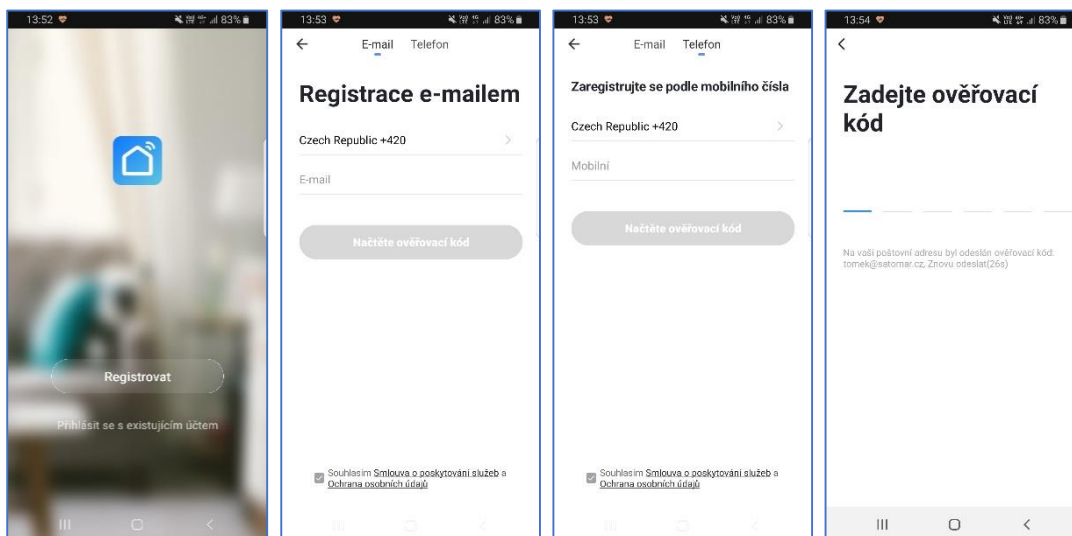 13:52
83%
Registrovat
Přihlásit se s existujícím účtem
13:53
83%
E-mail Telefon
Registrace e-mailem
Czech Republic +420
E-mail
Načtěte ověřovací kód
Souhlasim Smlouva o poskytování služeb a
Ochrana osobních údajů
13:53
83%
E-mail Telefon
Zaregistrujte se podle mobilního čísla
Czech Republic +420
Mobilní
Načtěte ověřovací kód
Souhlasim Smlouva o poskytování služeb a
Ochrana osobních údajů
13:54
83%
Zadejte ověřovací
kód
Na vaší poštovní adresu byl odeslán ověřovací kód:
tomek@satomar.cz, Znovu odeslat(26s)